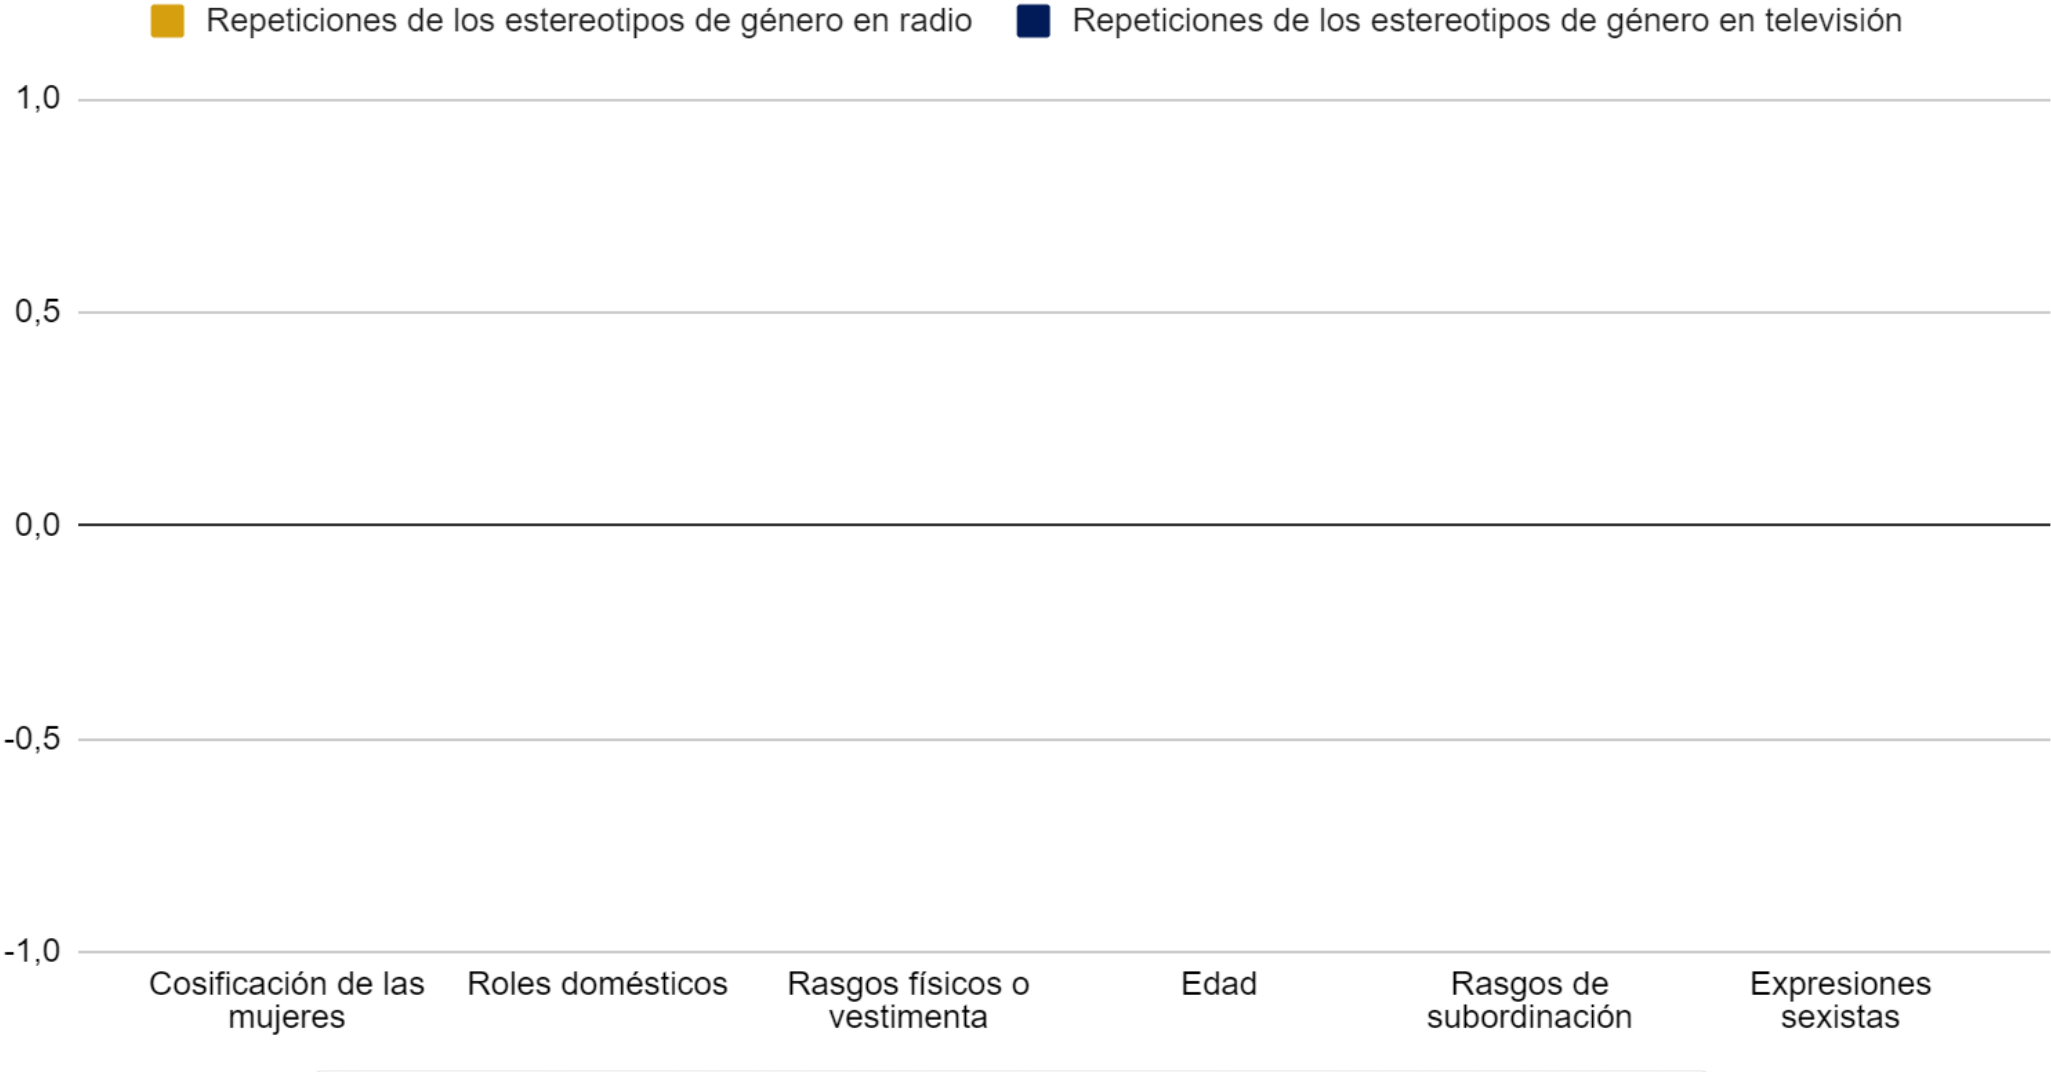 Repeticiones de los estereotipos de género en radio Repeticiones de los estereotipos de género en televisión
1,0
0,5
0,0
-0,5
-1,0
Cosificación de las mujeres
Roles domésticos
Rasgos físicos o vestimenta
Edad
Rasgos de subordinación
Expresiones sexistas